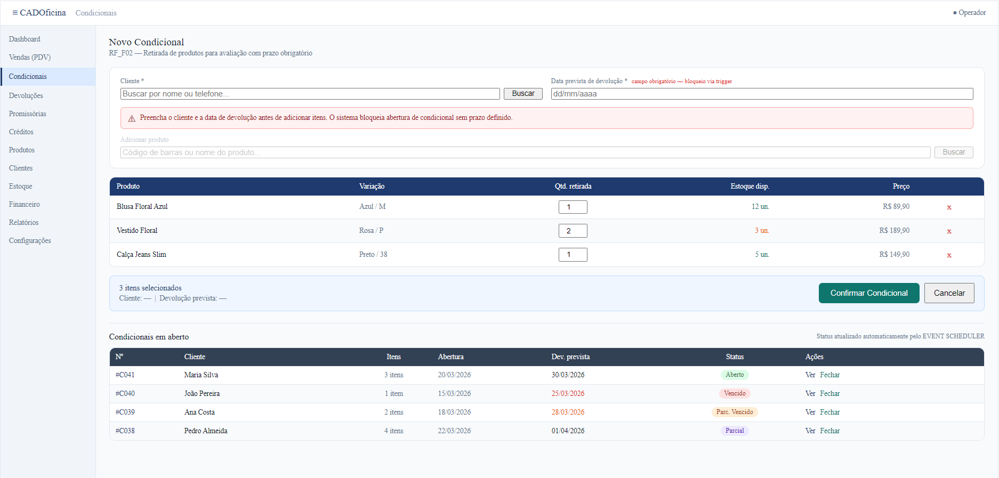 ≡ CADOficina Condicionais ● Operador
Dashboard
Vendas (PDV)
Condicionais
Devoluções
Promissórias
Créditos
Produtos
Clientes
Estoque
Financeiro
Relatórios
Configurações
Novo Condicional
RF_F02 — Retirada de produtos para avaliação com prazo obrigatório
Cliente * Data prevista de devolução * campo obrigatório — bloqueio via trigger
Buscar por nome ou telefone... Buscar dd/mm/aaaa
⚠ Preencha o cliente e a data de devolução antes de adicionar itens. O sistema bloqueia abertura de condicional sem prazo definido.
Adicionar produto
Código de barras ou nome do produto... Buscar
Produto Variação Qtd. retirada Estoque disp. Preço
Blusa Floral Azul Azul / M 1 12 un. R$ 89,90 x
Vestido Floral Rosa / P 2 3 un. R$ 189,90 x
Calça Jeans Slim Preto / 38 1 5 un. R$ 149,90 x
3 itens selecionados
Cliente: — | Devolução prevista: —
Confirmar Condicional Cancelar
Condicionais em aberto Status atualizado automaticamente pelo EVENT SCHEDULER
Nº Cliente Itens Abertura Dev. prevista Status Ações
#C041 Maria Silva 3 itens 20/03/2026 30/03/2026 Aberto Ver Fechar
#C040 João Pereira 1 item 15/03/2026 25/03/2026 Vencido Ver Fechar
#C039 Ana Costa 2 itens 18/03/2026 28/03/2026 Parc. Vencido Ver Fechar
#C038 Pedro Almeida 4 itens 22/03/2026 01/04/2026 Parcial Ver Fechar